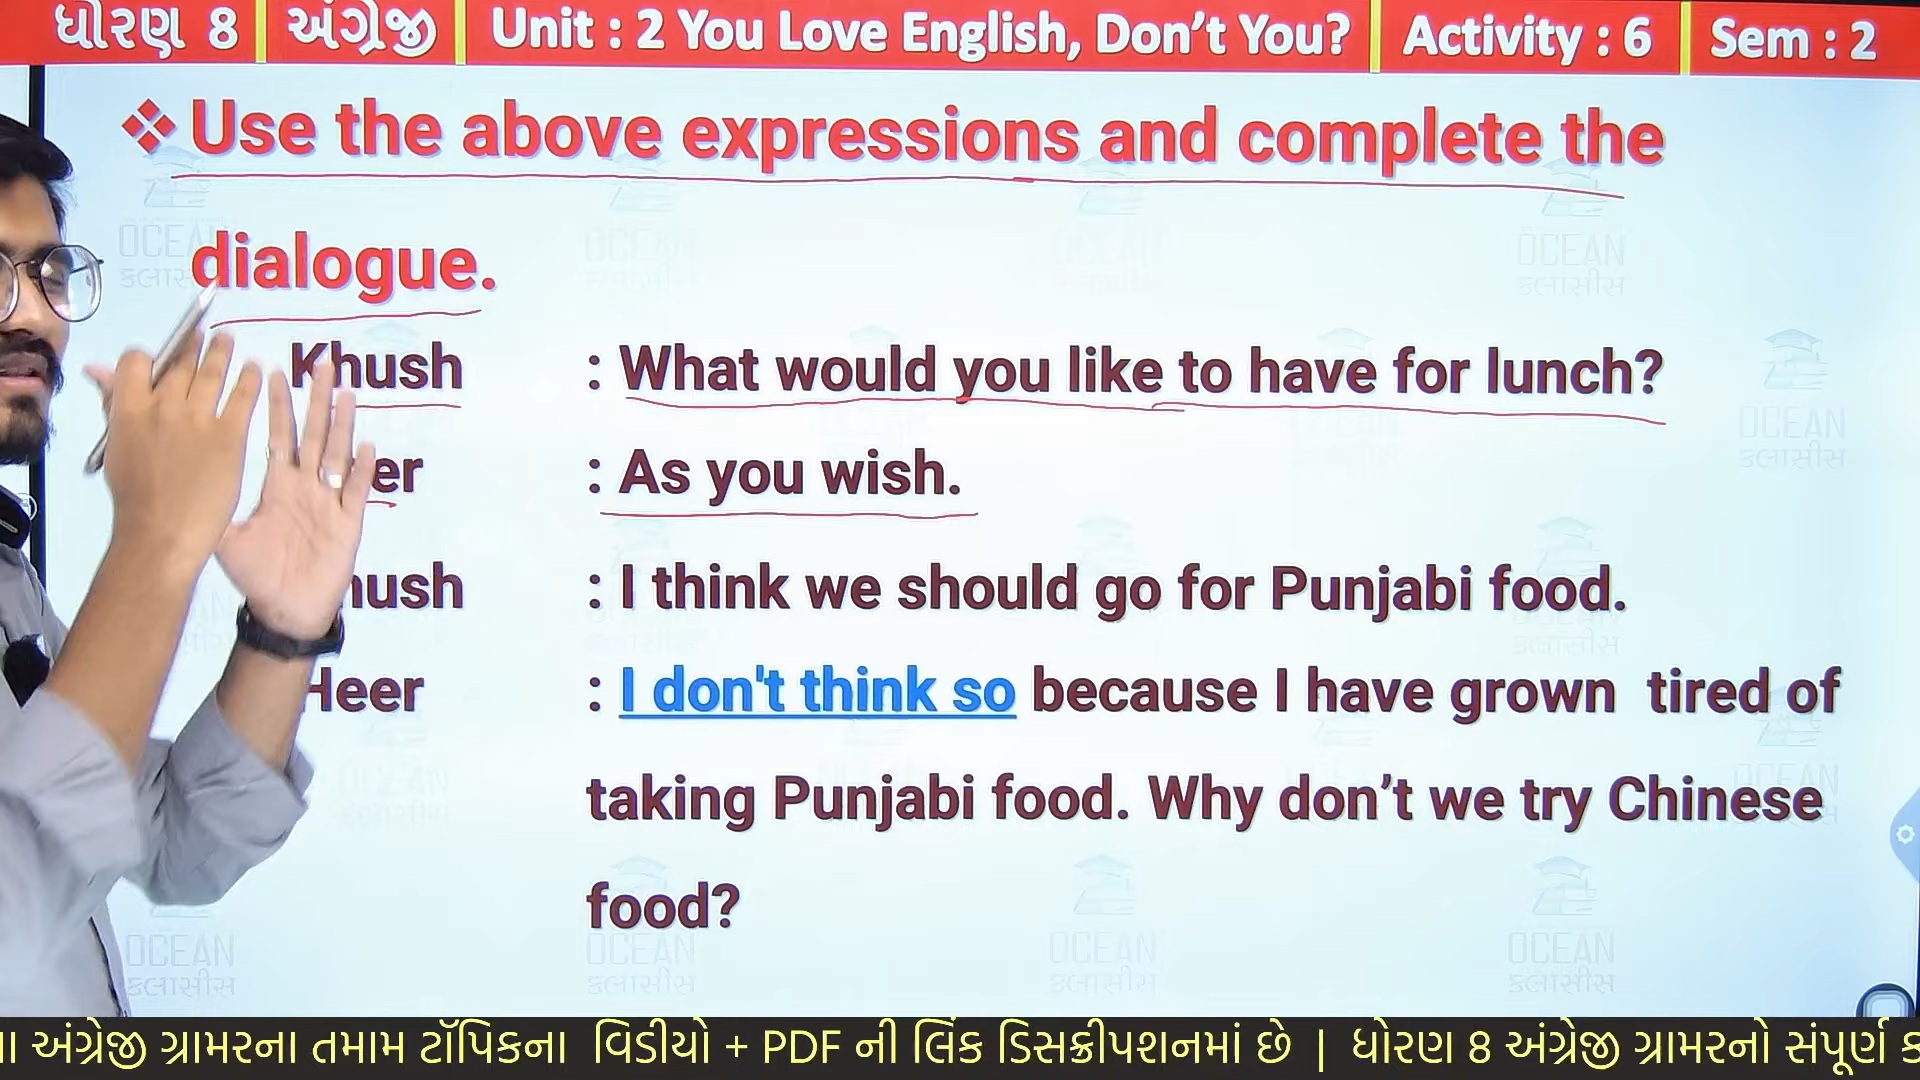 ધોરણ 8 અંગ્રેજી Unit : 2 You Love English, Don't You? Activity : 6 Sem : 2
❖ Use the above expressions and complete the
dialogue.
Khush : What would you like to have for lunch?
: As you wish.
: I think we should go for Punjabi food.
Heer : I don't think so because I have grown tired of
taking Punjabi food. Why don't we try Chinese
food?
OCEAN
ક્લાસીસ
અંગ્રેજી ગ્રામરના તમામ ટૉપિકના વિડીયો + PDF ની લિંક ડિસ્ક્રીપશનમાં છે | ધોરણ 8 અંગ્રેજી ગ્રામરનો સંપૂર્ણ